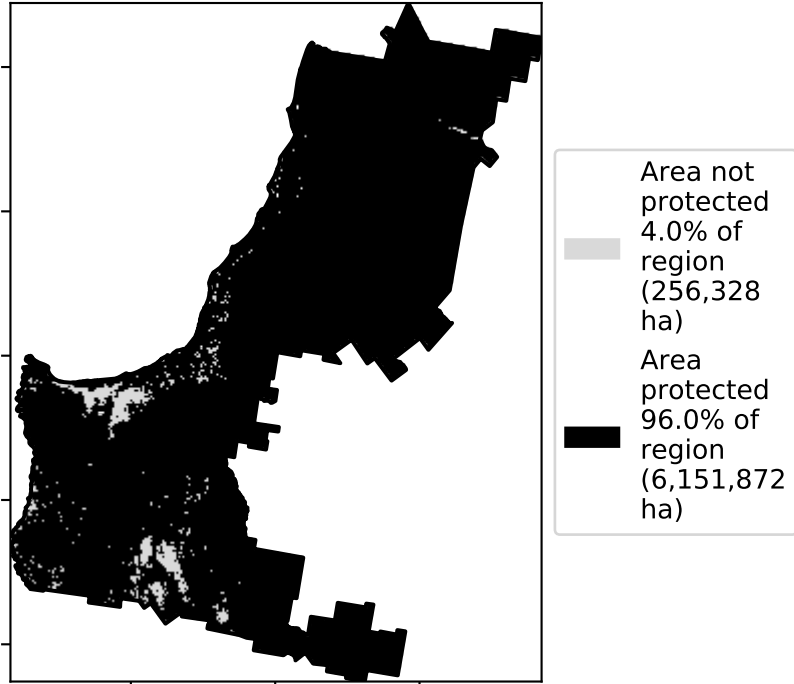 Area not
protected
4.0% of
region
(256,328
ha)
Area
protected
96.0% of
region
(6,151,872
ha)